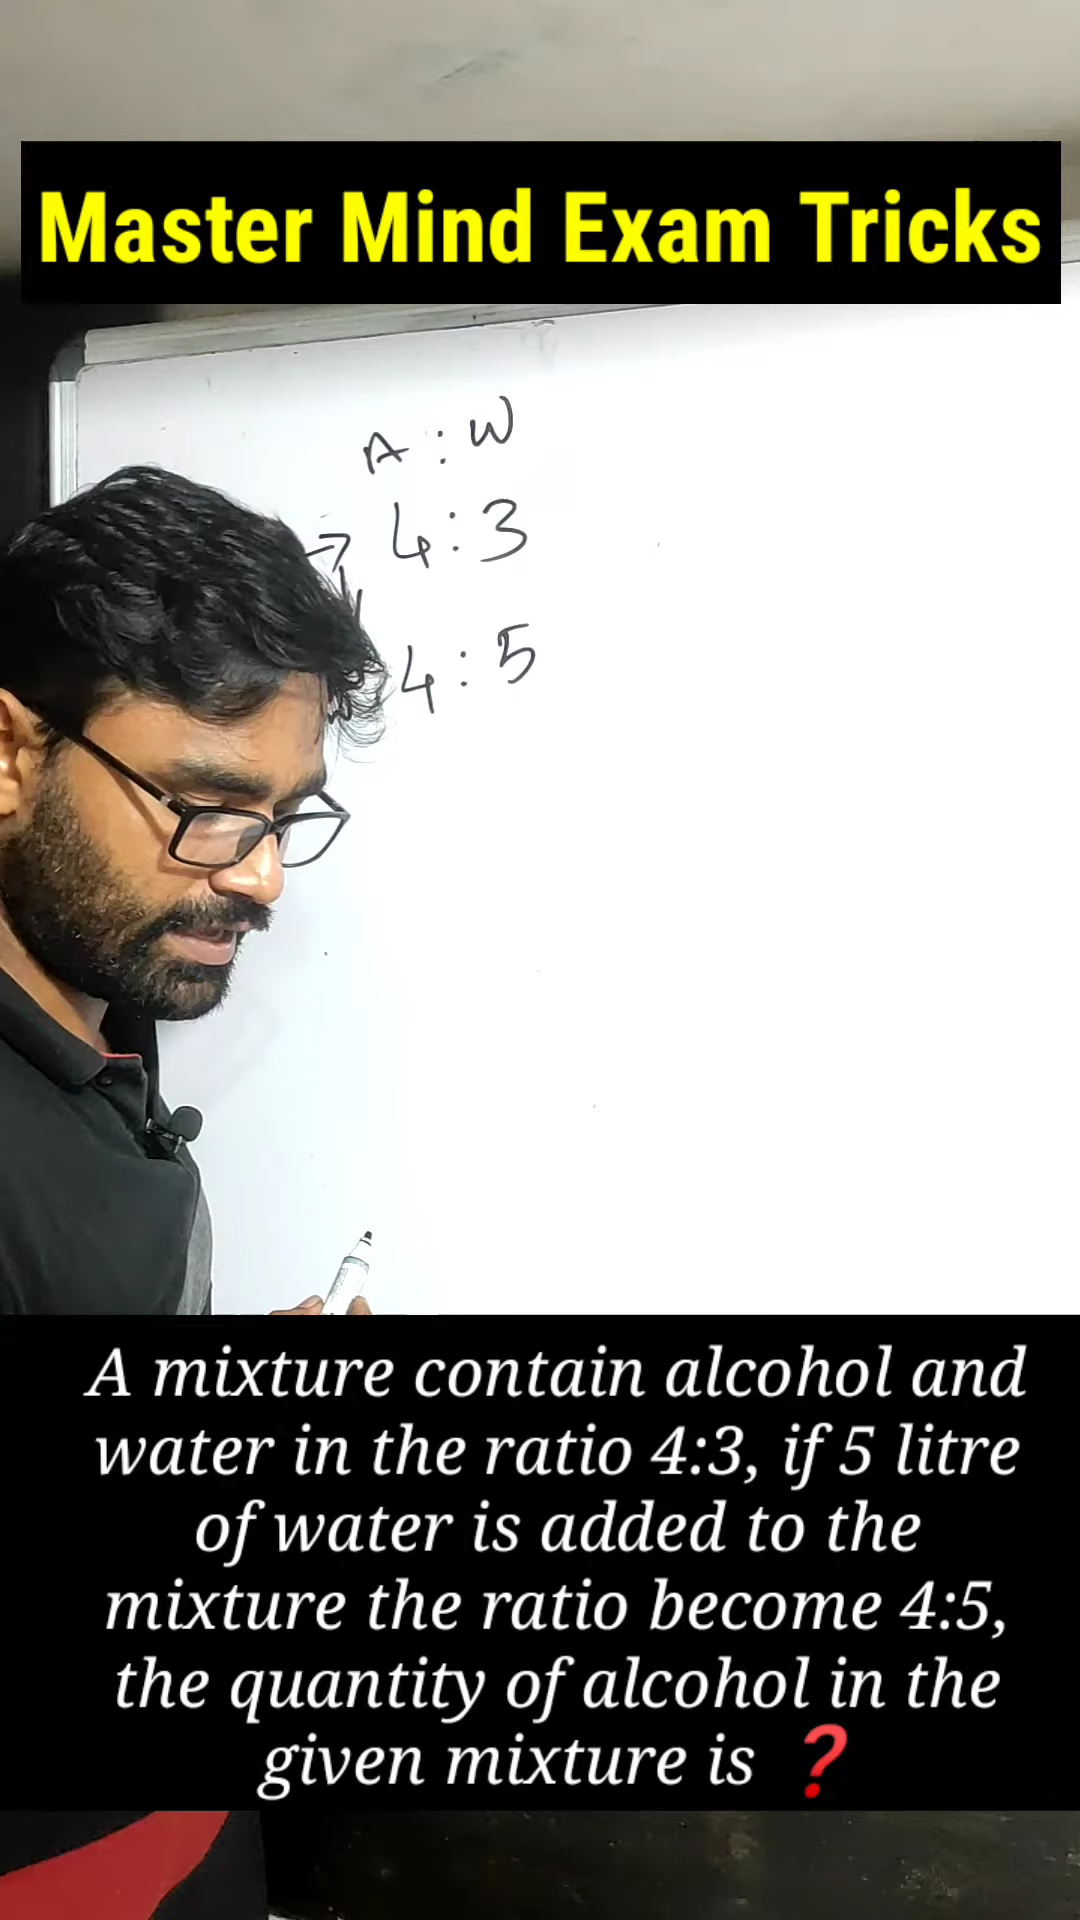 Master Mind Exam Tricks
A : W
4 : 3
4 : 5
A mixture contain alcohol and
water in the ratio 4:3, if 5 litre
of water is added to the
mixture the ratio become 4:5,
the quantity of alcohol in the
given mixture is ❓